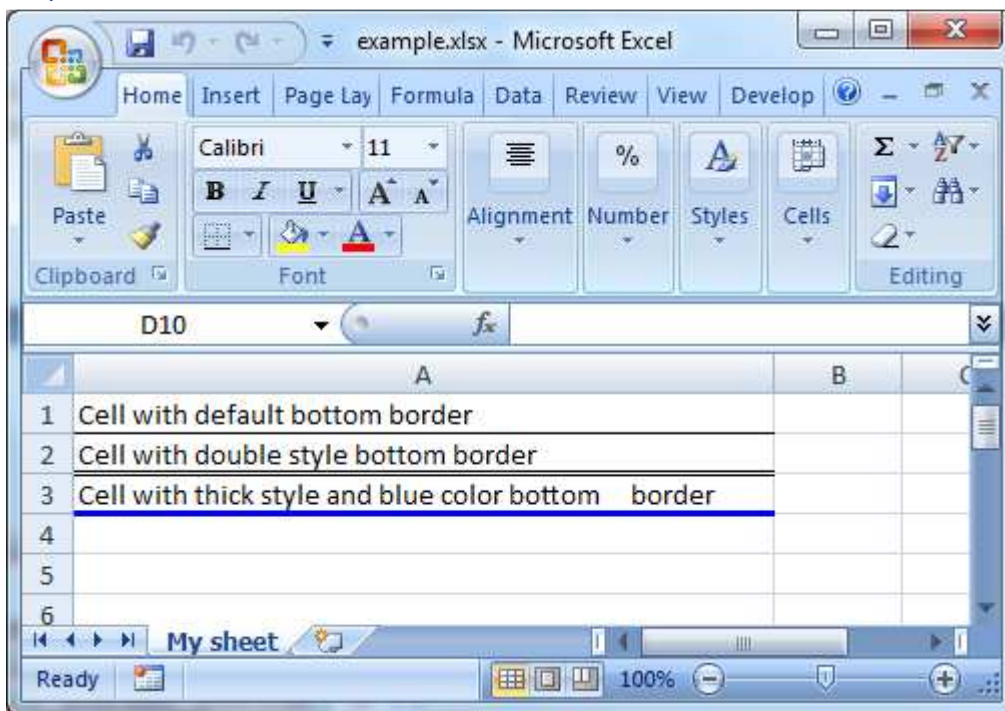 example.xlsx - Microsoft Excel
Home Insert Page Lay Formula Data Review View Develop
Paste
Calibri 11
B I U A A
A
% A
Alignment Number Styles Cells
Σ A Z
Clipboard Font Editing
D10 fx
A B C
1 Cell with default bottom border
2 Cell with double style bottom border
3 Cell with thick style and blue color bottom border
4
5
6
My sheet
Ready 100%